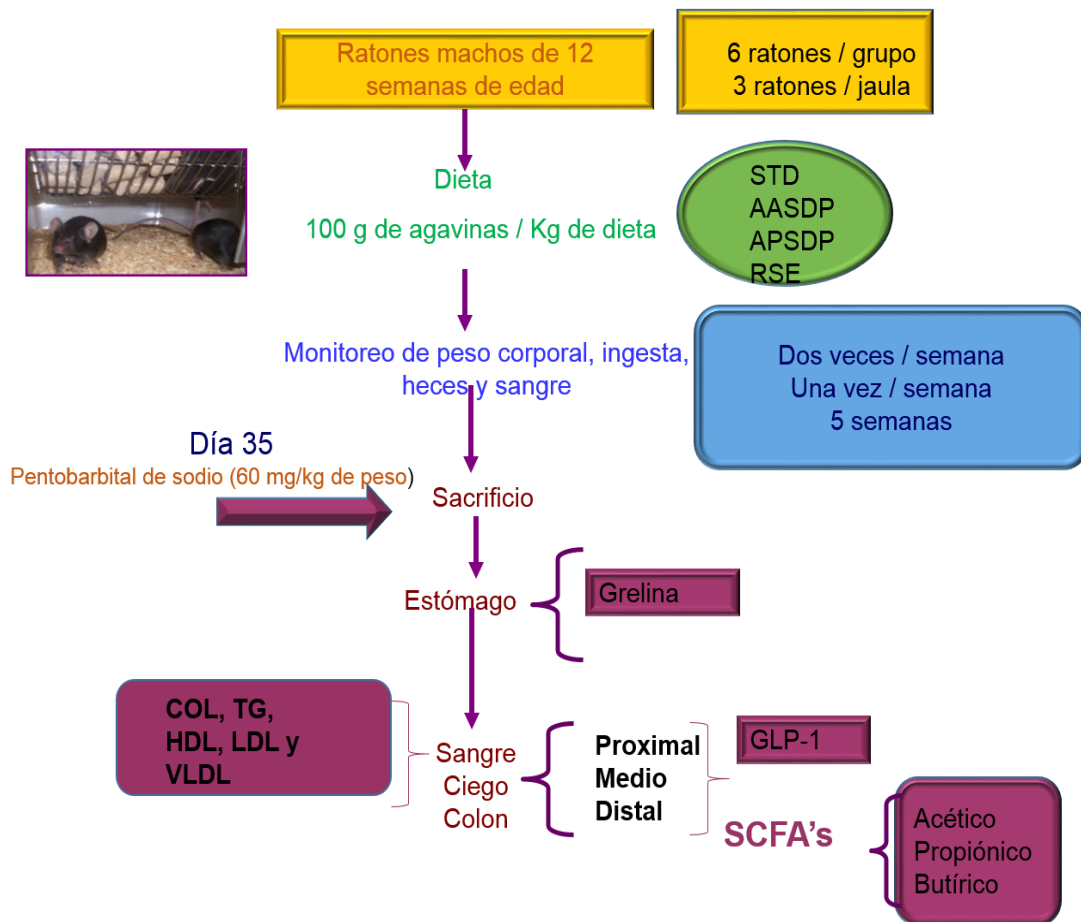 Ratones machos de 12
semanas de edad
6 ratones / grupo
3 ratones / jaula
Dieta
100 g de agavinas / Kg de dieta
STD
AASDP
APSDP
RSE
Monitoreo de peso corporal, ingesta,
heces y sangre
Dos veces / semana
Una vez / semana
5 semanas
Día 35
Pentobarbital de sodio (60 mg/kg de peso)
Sacrificio
Estómago
Grelina
COL, TG,
HDL, LDL y
VLDL
Sangre
Ciego
Colon
Proximal
Medio
Distal
GLP-1
SCFA's
Acético
Propiónico
Butírico